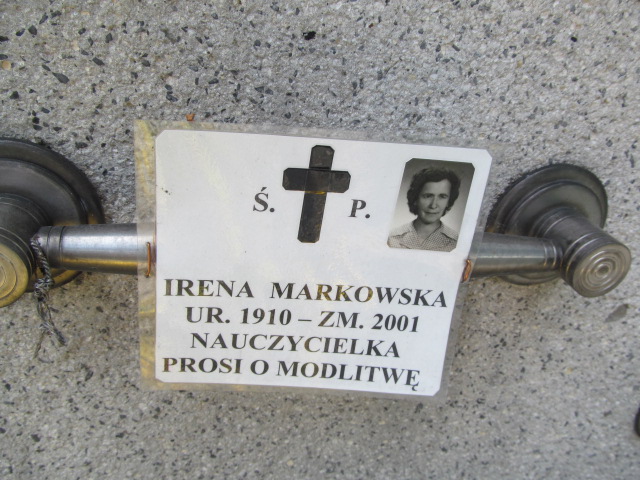 Ś. P.
IRENA MARKOWSKA
UR. 1910 – ZM. 2001
NAUCZYCIELKA
PROSI O MODLITWĘ